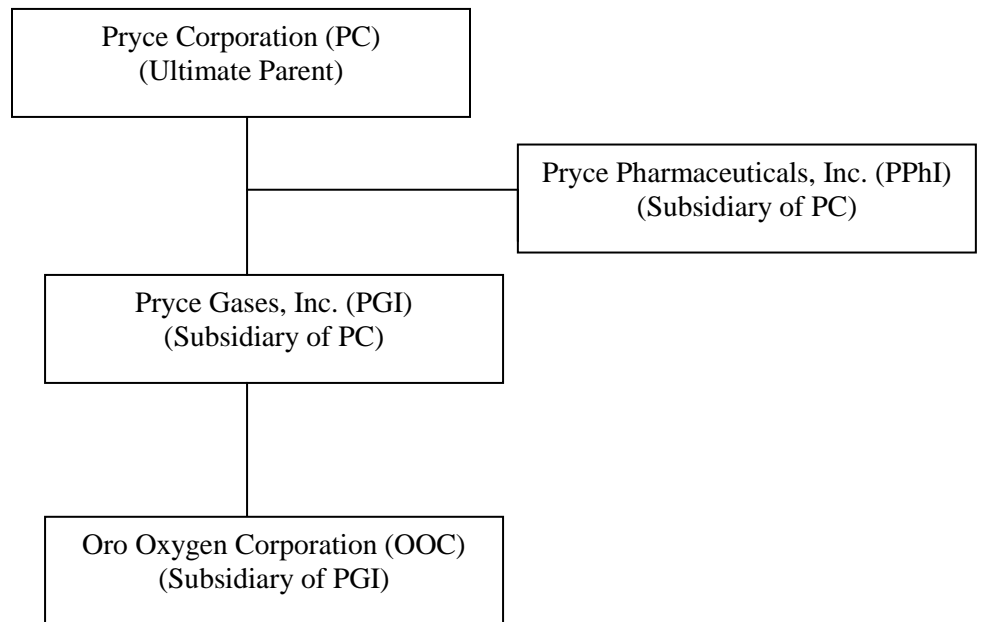 Pryce Corporation (PC)
(Ultimate Parent)
Pryce Pharmaceuticals, Inc. (PPhI)
(Subsidiary of PC)
Pryce Gases, Inc. (PGI)
(Subsidiary of PC)
Oro Oxygen Corporation (OOC)
(Subsidiary of PGI)